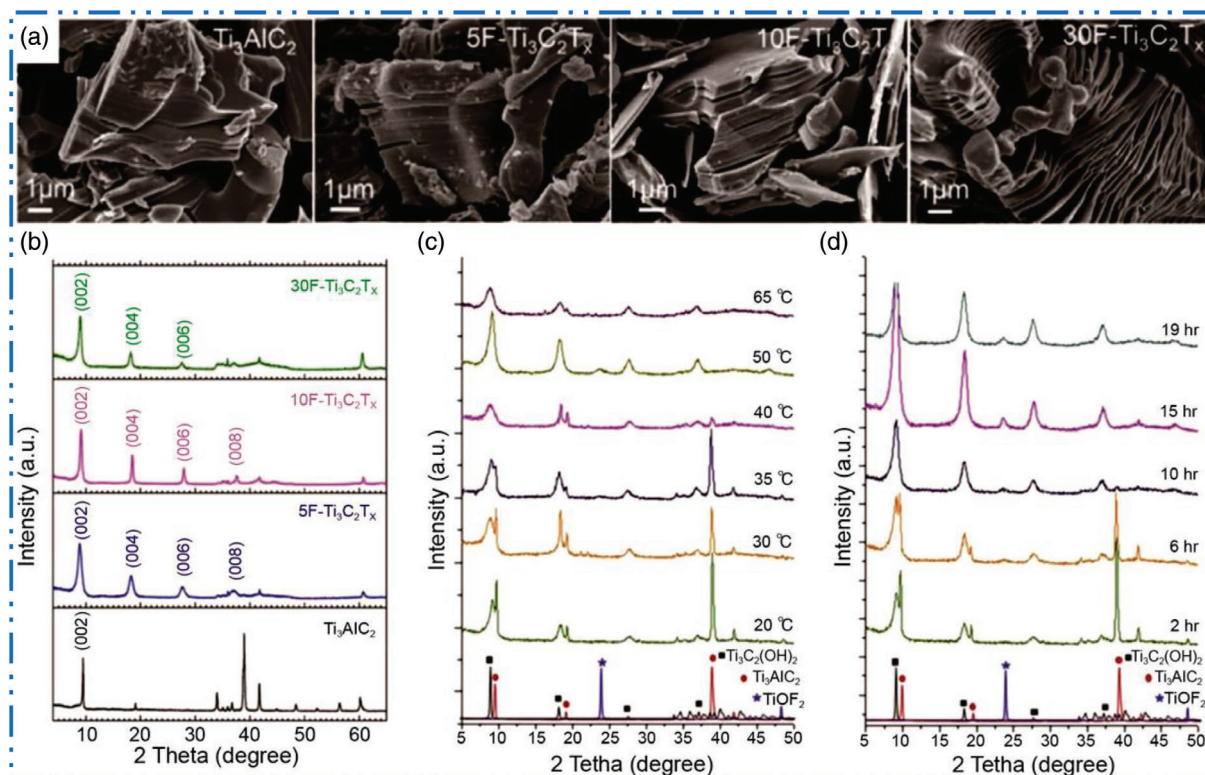 (a)
Ti₃AlC₂
5F-Ti₃C₂Tₓ
10F-Ti₃C₂T
30F-Ti₃C₂Tₓ
1μm
1μm
1μm
1μm
(b)
30F-Ti₃C₂Tₓ
(002)
(004)
(006)
10F-Ti₃C₂Tₓ
(002)
(004)
(006)
(008)
5F-Ti₃C₂Tₓ
(002)
(004)
(006)
(008)
Ti₃AlC₂
(002)
Intensity (a.u.)
10 20 30 40 50 60
2 Theta (degree)
(c)
65 °C
50 °C
40 °C
35 °C
30 °C
20 °C
Ti₃C₂(OH)₂
Ti₃AlC₂
TiOF₂
Intensity (a.u.)
5 10 15 20 25 30 35 40 45 50
2 Tetha (degree)
(d)
19 hr
15 hr
10 hr
6 hr
2 hr
Ti₃C₂(OH)₂
Ti₃AlC₂
TiOF₂
Intensity (a.u.)
5 10 15 20 25 30 35 40 45 50
2 Tetha (degree)